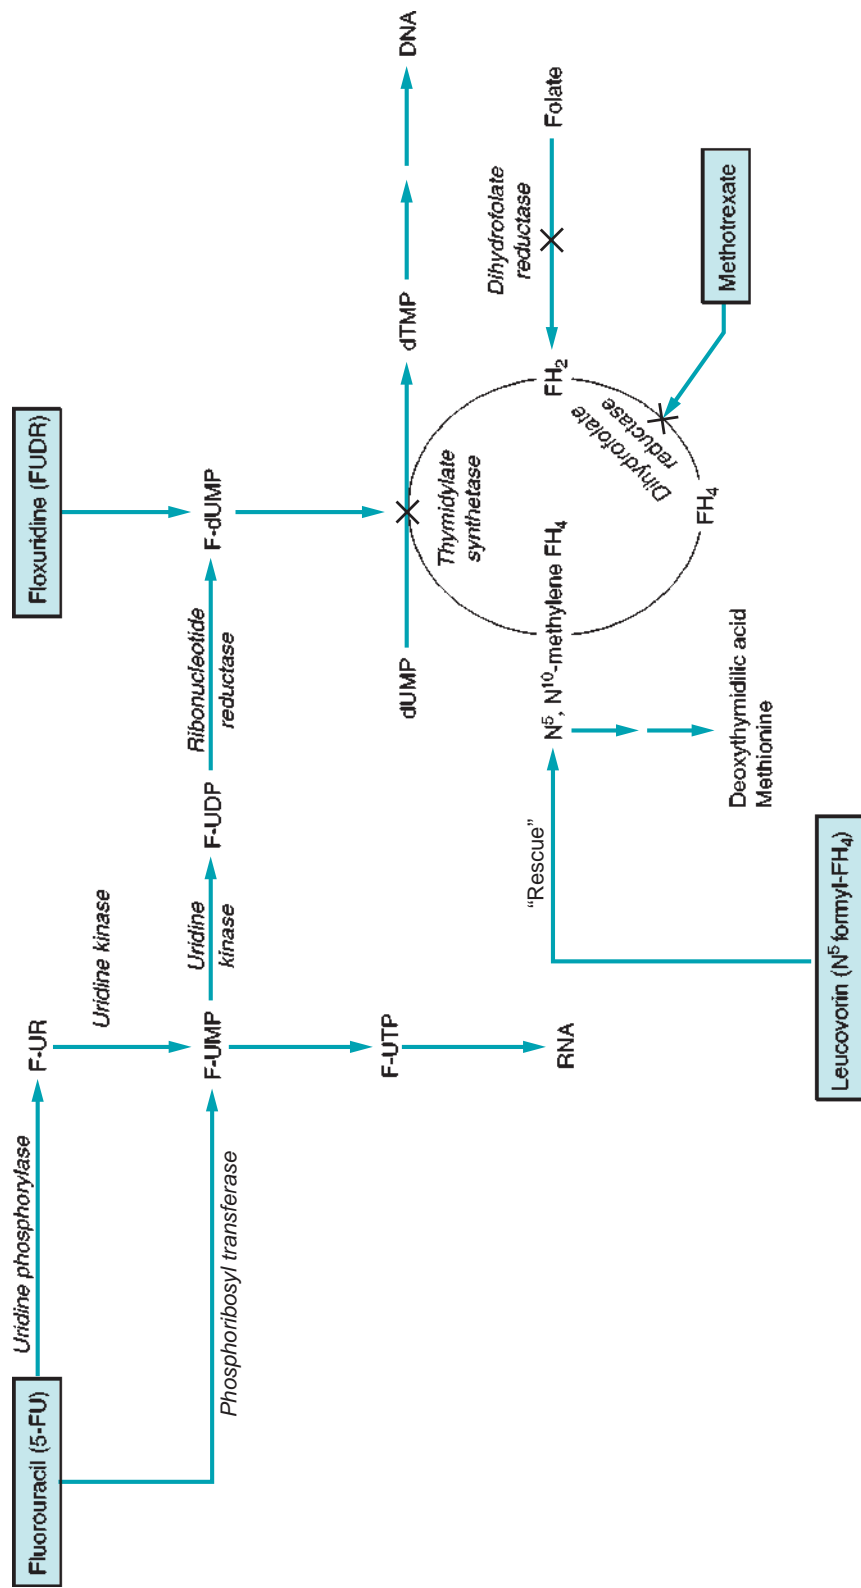 Fluorouracil (5-FU)
Uridine phosphorylase
F-UR
Floxuridine (FUDR)
Uridine kinase
Phosphoribosyl transferase
F-UMP
Uridine
kinase
F-UDP
Ribonucleotide
reductase
F-dUMP
F-UTP
dUMP
dTMP
DNA
Thymidylate
synthetase
Dihydrofolate
reductase
RNA
"Rescue"
N⁵, N¹⁰-methylene FH₄
FH₂
Folate
Dihydrofolate
reductase
FH₄
Deoxythymidilic acid
Methionine
Methotrexate
Leucovorin (N⁵ formyl-FH₄)